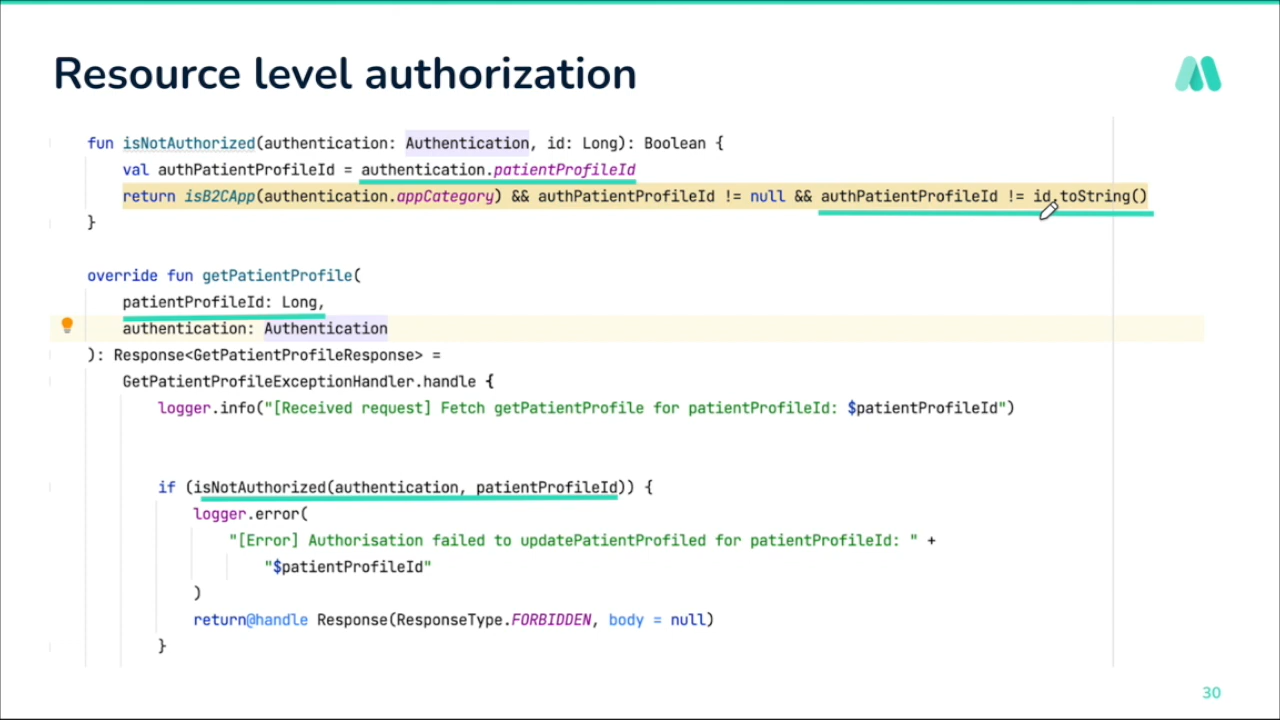 Resource level authorization
fun isNotAuthorized(authentication: Authentication, id: Long): Boolean {
val authPatientProfileId = authentication.patientProfileId
return isB2CApp(authentication.appCategory) && authPatientProfileId != null && authPatientProfileId != id.toString()
}
override fun getPatientProfile(
patientProfileId: Long,
authentication: Authentication
): Response<GetPatientProfileResponse> =
GetPatientProfileExceptionHandler.handle {
logger.info("[Received request] Fetch getPatientProfile for patientProfileId: $patientProfileId")
if (isNotAuthorized(authentication, patientProfileId)) {
logger.error(
"[Error] Authorisation failed to updatePatientProfiled for patientProfileId: " +
"$patientProfileId"
)
return@handle Response(ResponseType.FORBIDDEN, body = null)
}
30